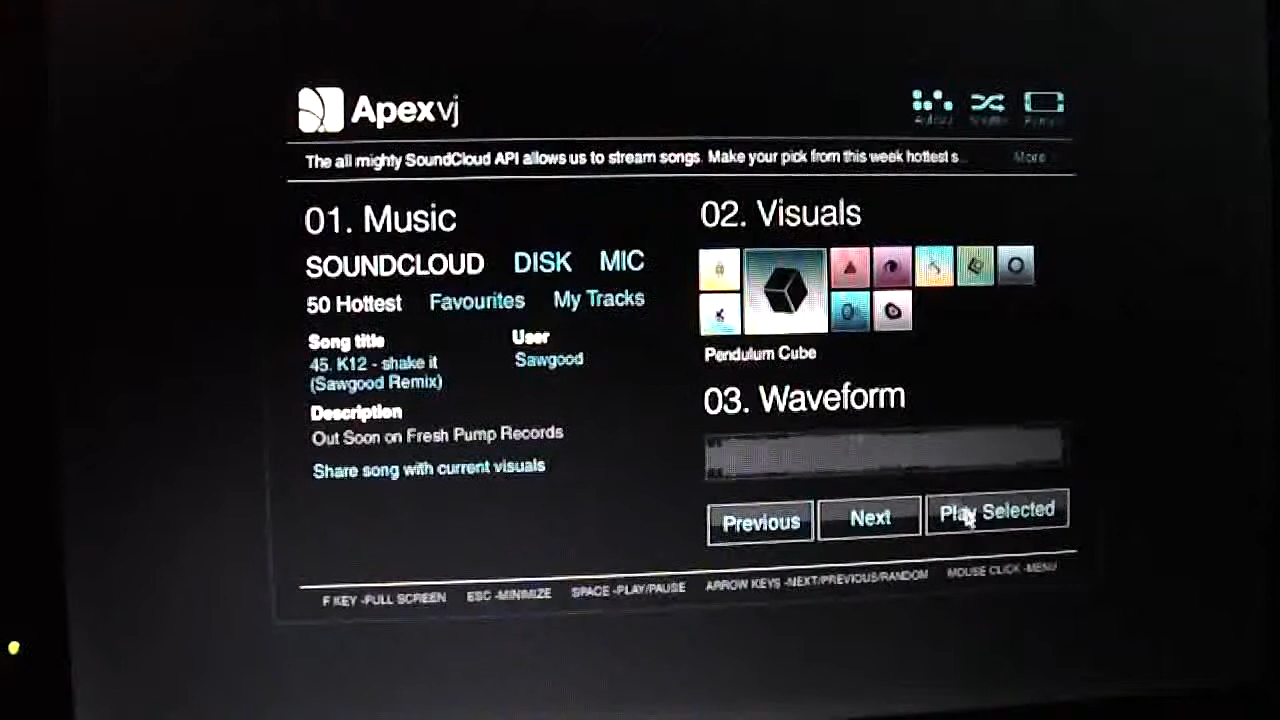 Apexvj
The all mighty SoundCloud API allows us to stream songs. Make your pick from this week hottest s...
More
01. Music
SOUNDCLOUD DISK MIC
50 Hottest Favourites My Tracks
Song title User
45. K12 - shake it Sawgood
(Sawgood Remix)
Description
Out Soon on Fresh Pump Records
Share song with current visuals
02. Visuals
Pendulum Cube
03. Waveform
Previous Next Play Selected
F KEY -FULL SCREEN ESC -MINIMIZE SPACE -PLAY/PAUSE ARROW KEYS -NEXT/PREVIOUS/RANDOM MOUSE CLICK -MENU